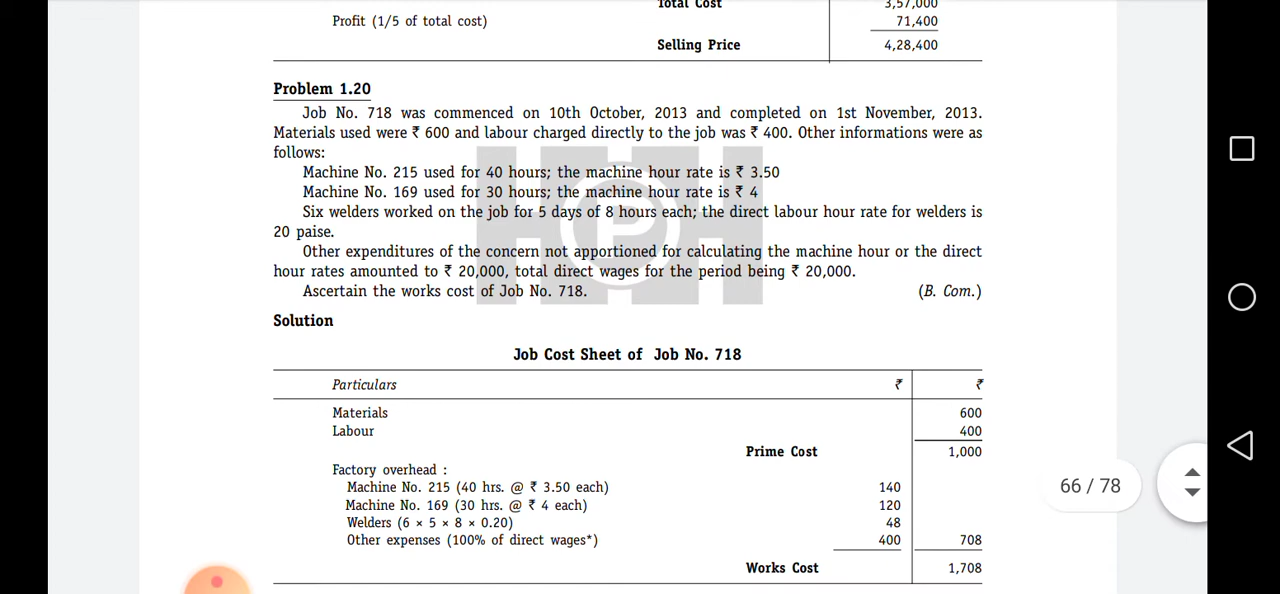 Total Cost 3,57,000
Profit (1/5 of total cost) 71,400
Selling Price 4,28,400
Problem 1.20
Job No. 718 was commenced on 10th October, 2013 and completed on 1st November, 2013.
Materials used were ₹ 600 and labour charged directly to the job was ₹ 400. Other informations were as
follows:
Machine No. 215 used for 40 hours; the machine hour rate is ₹ 3.50
Machine No. 169 used for 30 hours; the machine hour rate is ₹ 4
Six welders worked on the job for 5 days of 8 hours each; the direct labour hour rate for welders is
20 paise.
Other expenditures of the concern not apportioned for calculating the machine hour or the direct
hour rates amounted to ₹ 20,000, total direct wages for the period being ₹ 20,000.
Ascertain the works cost of Job No. 718. (B. Com.)
Solution
Job Cost Sheet of Job No. 718
Particulars ₹ ₹
Materials 600
Labour 400
Prime Cost 1,000
Factory overhead :
Machine No. 215 (40 hrs. @ ₹ 3.50 each) 140
Machine No. 169 (30 hrs. @ ₹ 4 each) 120
Welders (6 × 5 × 8 × 0.20) 48
Other expenses (100% of direct wages*) 400 708
Works Cost 1,708
66 / 78
H P H